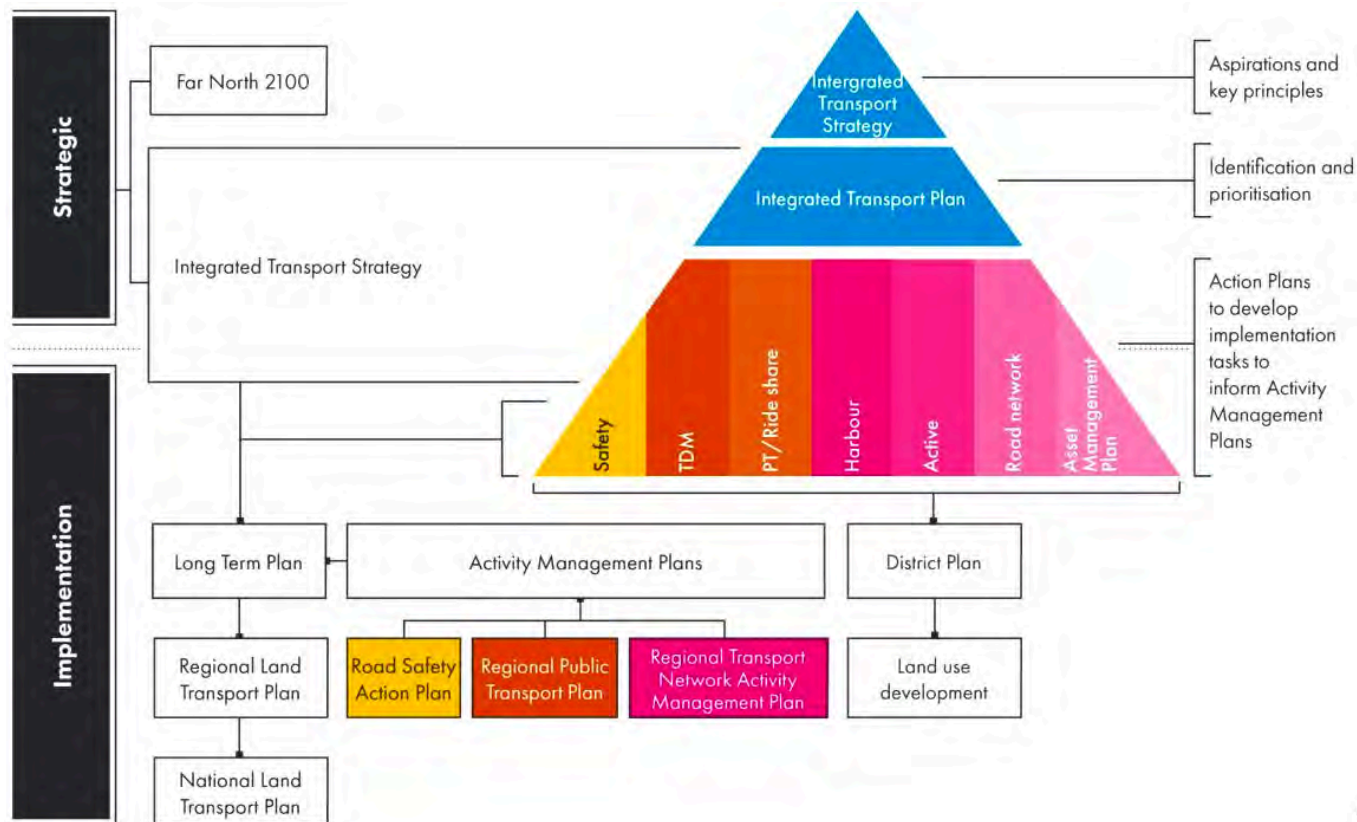 Strategic
Far North 2100
Intergrated
Transport
Strategy
Aspirations and
key principles
Integrated Transport Plan
Identification and
prioritisation
Integrated Transport Strategy
Safety
TDM
PT/Ride share
Harbour
Active
Road network
Asset
Management
Plan
Action Plans
to develop
implementation
tasks to
inform Activity
Management
Plans
Implementation
Long Term Plan
Activity Management Plans
District Plan
Regional Land
Transport Plan
Road Safety
Action Plan
Regional Public
Transport Plan
Regional Transport
Network Activity
Management Plan
Land use
development
National Land
Transport Plan